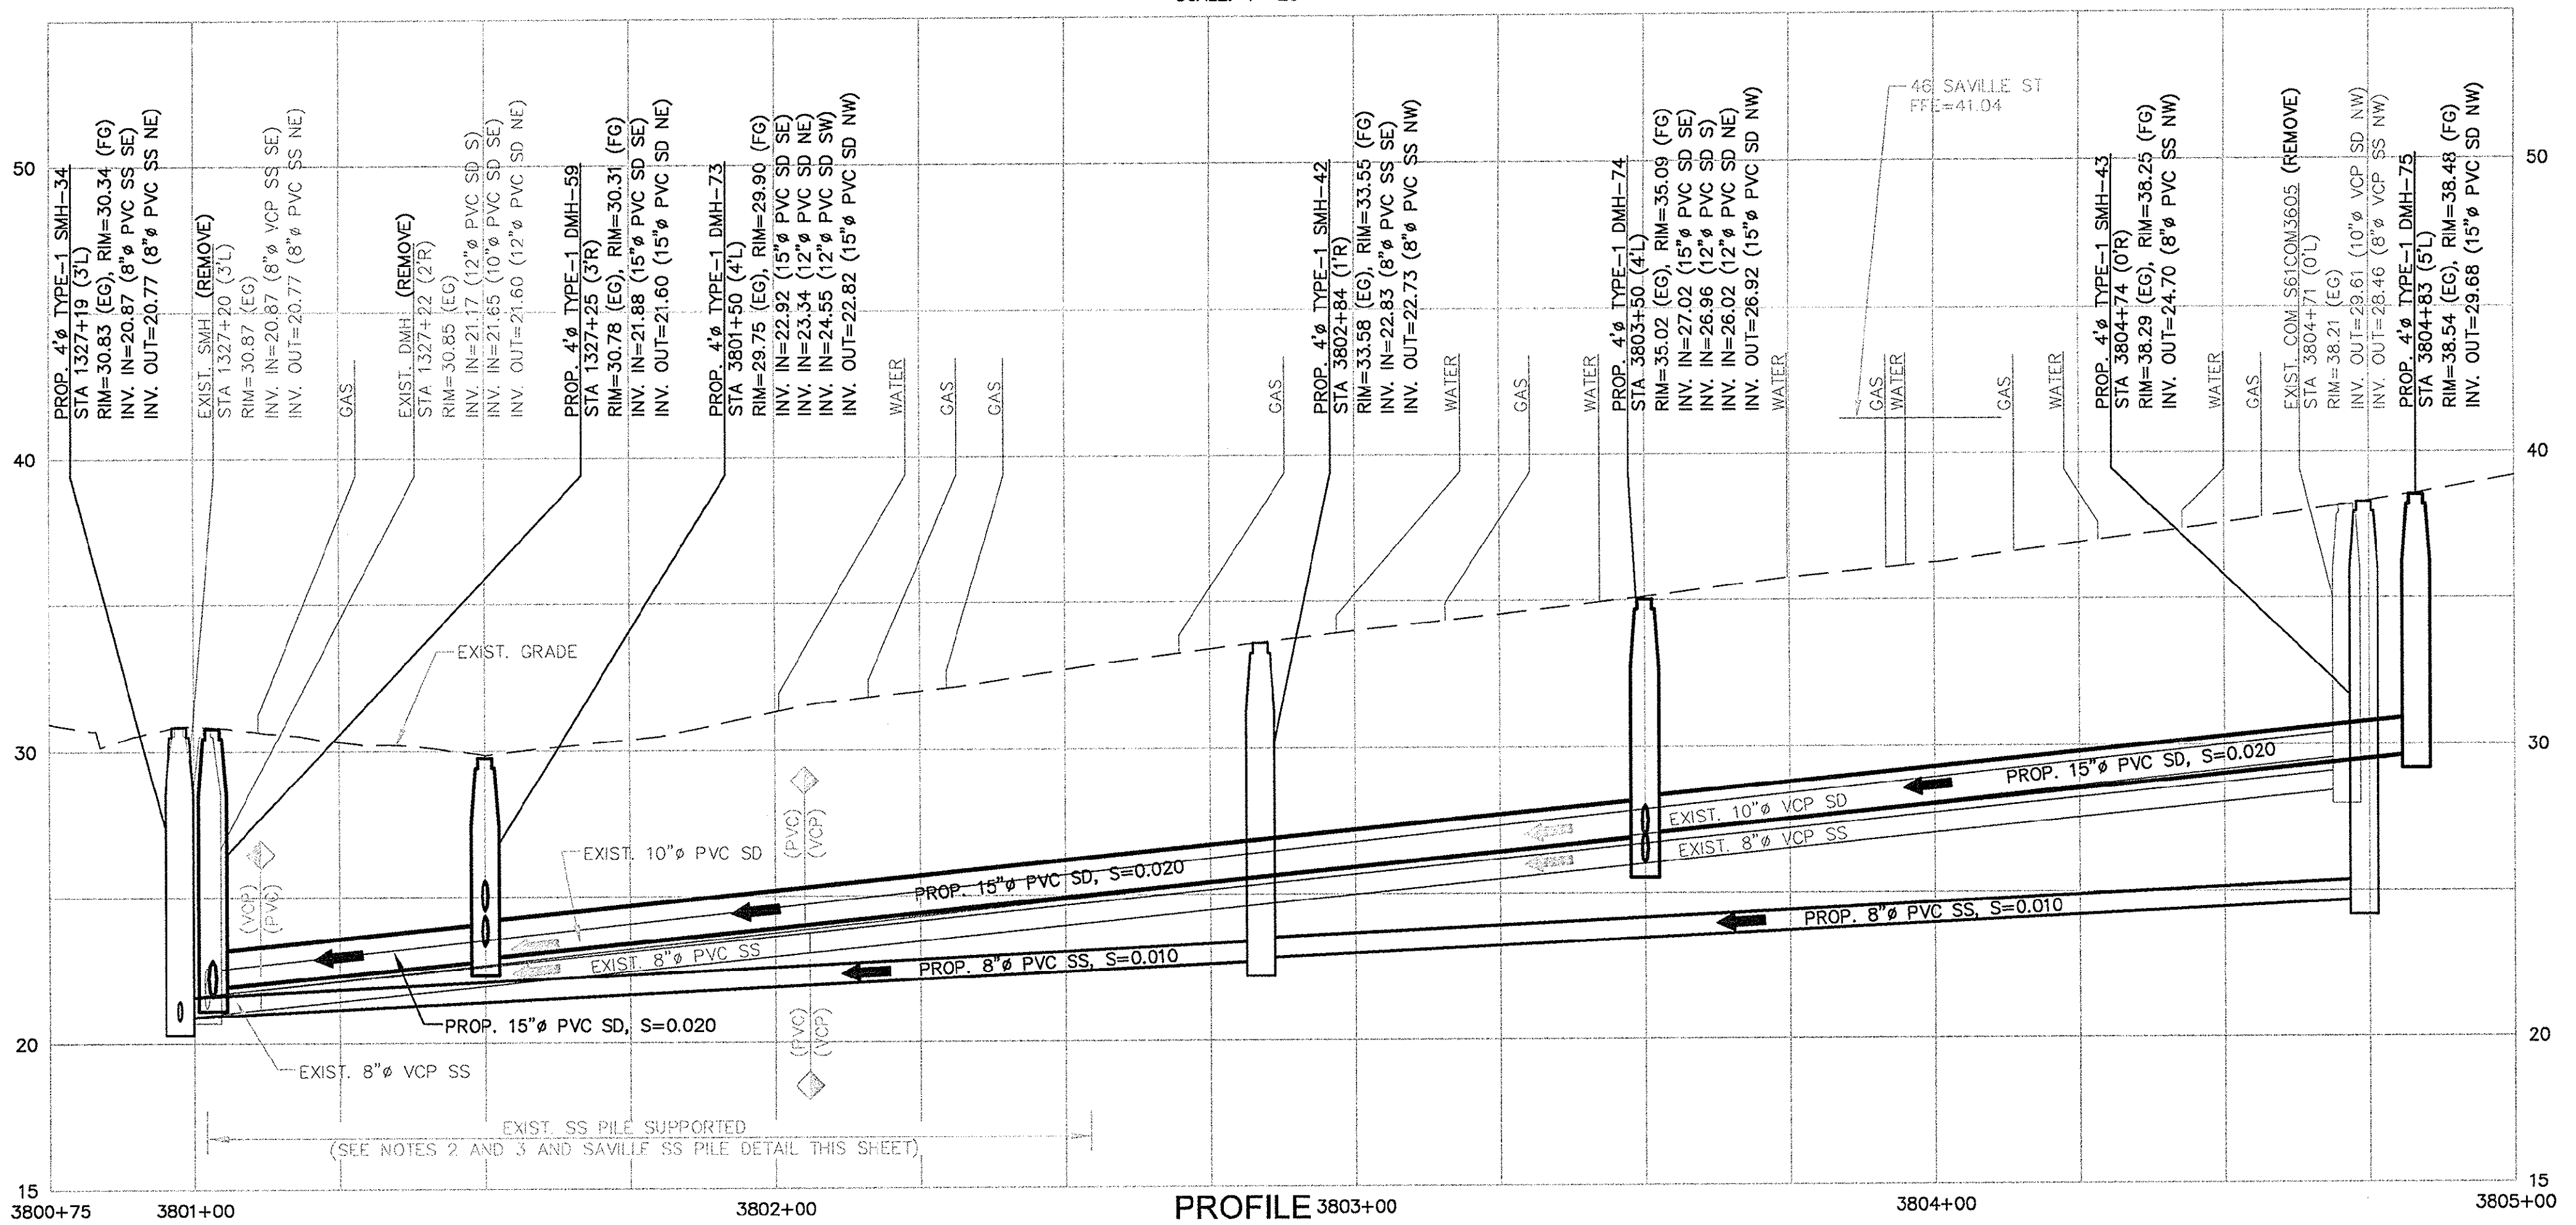 50
40
30
20
15
PROP. 4'ø TYPE-1 SMH-34
STA 1327+19 (3'L)
RIM=30.83 (EG), RIM=30.34 (FG)
INV. IN=20.87 (8"ø PVC SS SE)
INV. OUT=20.77 (8"ø PVC SS NE)
EXIST. SMH (REMOVE)
STA 1327+20 (3'L)
RIM=30.87 (EG)
INV. IN=20.87 (8"ø VCP SS SE)
INV. OUT=20.77 (8"ø PVC SS NE)
GAS
EXIST. DMH (REMOVE)
STA 1327+22 (2'R)
RIM=30.85 (EG)
INV. IN=21.17 (12"ø PVC SD S)
INV. IN=21.65 (10"ø PVC SD SE)
INV. OUT=21.60 (12"ø PVC SD NE)
PROP. 4'ø TYPE-1 DMH-59
STA 1327+25 (3'R)
RIM=30.78 (EG), RIM=30.31 (FG)
INV. IN=21.88 (15"ø PVC SD SE)
INV. OUT=21.60 (15"ø PVC SD NE)
PROP. 4'ø TYPE-1 DMH-73
STA 3801+50 (4'L)
RIM=29.75 (EG), RIM=29.90 (FG)
INV. IN=22.92 (15"ø PVC SD SE)
INV. IN=23.34 (12"ø PVC SD NE)
INV. IN=24.55 (12"ø PVC SD SW)
INV. OUT=22.82 (15"ø PVC SD NW)
WATER
GAS
GAS
GAS
PROP. 4'ø TYPE-1 SMH-42
STA 3802+84 (1'R)
RIM=33.58 (EG), RIM=33.55 (FG)
INV. IN=22.83 (8"ø PVC SS SE)
INV. OUT=22.73 (8"ø PVC SS NW)
WATER
GAS
WATER
PROP. 4'ø TYPE-1 DMH-74
STA 3803+50 (4'L)
RIM=35.02 (EG), RIM=35.09 (FG)
INV. IN=27.02 (15"ø PVC SD SE)
INV. IN=26.96 (12"ø PVC SD S)
INV. IN=26.02 (12"ø PVC SD NE)
INV. OUT=26.92 (15"ø PVC SD NW)
WATER
46 SAVILLE ST
FFE=41.04
GAS
WATER
GAS
WATER
PROP. 4'ø TYPE-1 SMH-43
STA 3804+74 (0'R)
RIM=38.29 (EG), RIM=38.25 (FG)
INV. OUT=24.70 (8"ø PVC SS NW)
WATER
GAS
EXIST. COM S61COM3605 (REMOVE)
STA 3804+71 (0'L)
RIM=38.21 (EG)
INV. OUT=29.61 (10"ø VCP SD NW)
INV. OUT=28.46 (8"ø VCP SS NW)
PROP. 4'ø TYPE-1 DMH-75
STA 3804+83 (5'L)
RIM=38.54 (EG), RIM=38.48 (FG)
INV. OUT=29.68 (15"ø PVC SD NW)
50
40
30
20
15
EXIST. GRADE
PROP. 15"ø PVC SD, S=0.020
EXIST. 10"ø VCP SD
EXIST. 8"ø VCP SS
(PVC)
(VCP)
EXIST. 10"ø PVC SD
PROP. 15"ø PVC SD, S=0.020
(VCP)
(PVC)
PROP. 8"ø PVC SS, S=0.010
EXIST. 8"ø PVC SS
PROP. 8"ø PVC SS, S=0.010
PROP. 15"ø PVC SD, S=0.020
(PVC)
(VCP)
EXIST. 8"ø VCP SS
EXIST. SS PILE SUPPORTED
(SEE NOTES 2 AND 3 AND SAVILLE SS PILE DETAIL THIS SHEET)
3800+75
3801+00
3802+00
PROFILE
3803+00
3804+00
3805+00